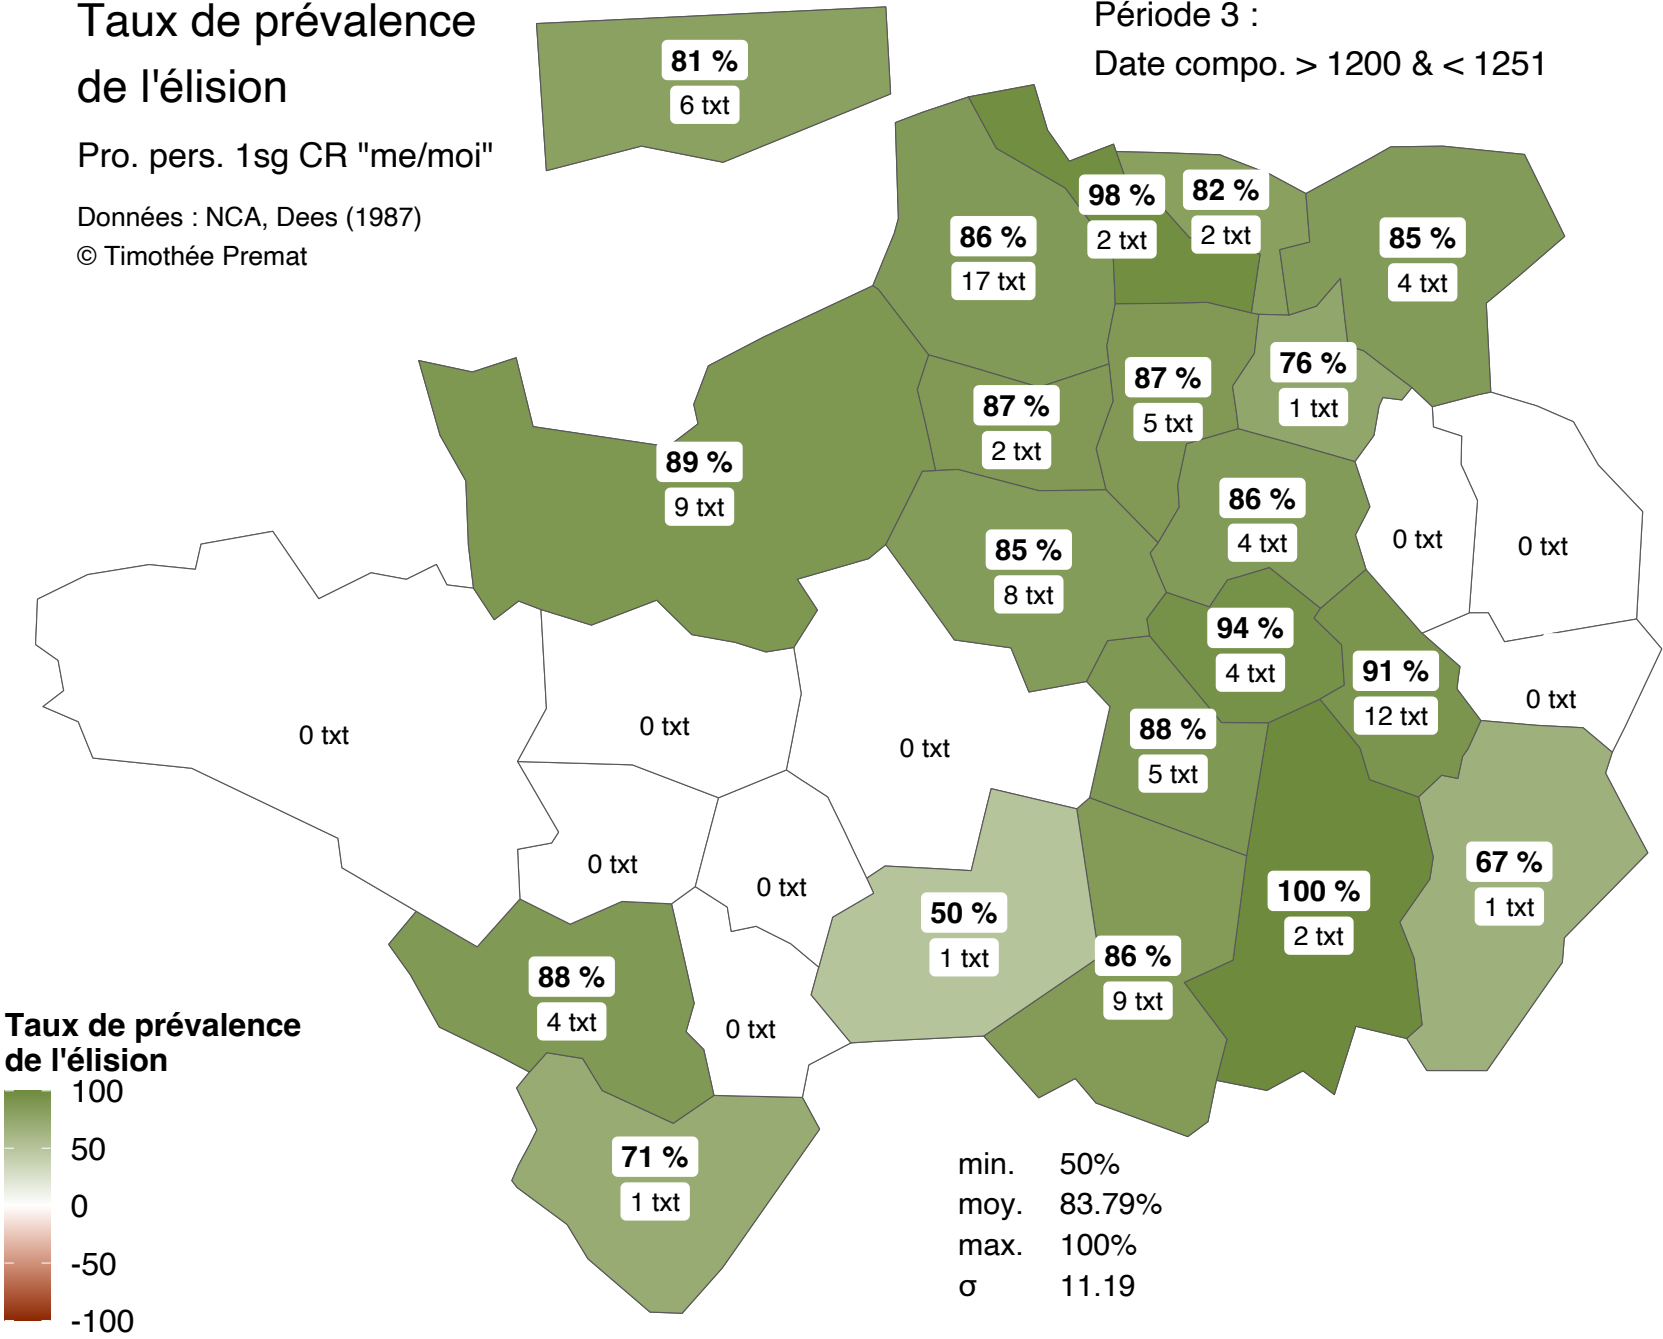 Taux de prévalence
de l'élision
Pro. pers. 1sg CR "me/moi"
Données : NCA, Dees (1987)
© Timothée Premat
Période 3 :
Date compo. > 1200 & < 1251
81 %
6 txt
98 %
2 txt
82 %
2 txt
86 %
17 txt
85 %
4 txt
76 %
1 txt
87 %
5 txt
87 %
2 txt
89 %
9 txt
86 %
4 txt
0 txt
0 txt
85 %
8 txt
94 %
4 txt
91 %
12 txt
0 txt
0 txt
0 txt
0 txt
88 %
5 txt
0 txt
0 txt
50 %
1 txt
100 %
2 txt
67 %
1 txt
86 %
9 txt
88 %
4 txt
0 txt
71 %
1 txt
Taux de prévalence
de l'élision
100
50
0
-50
-100
min. 50%
moy. 83.79%
max. 100%
σ 11.19